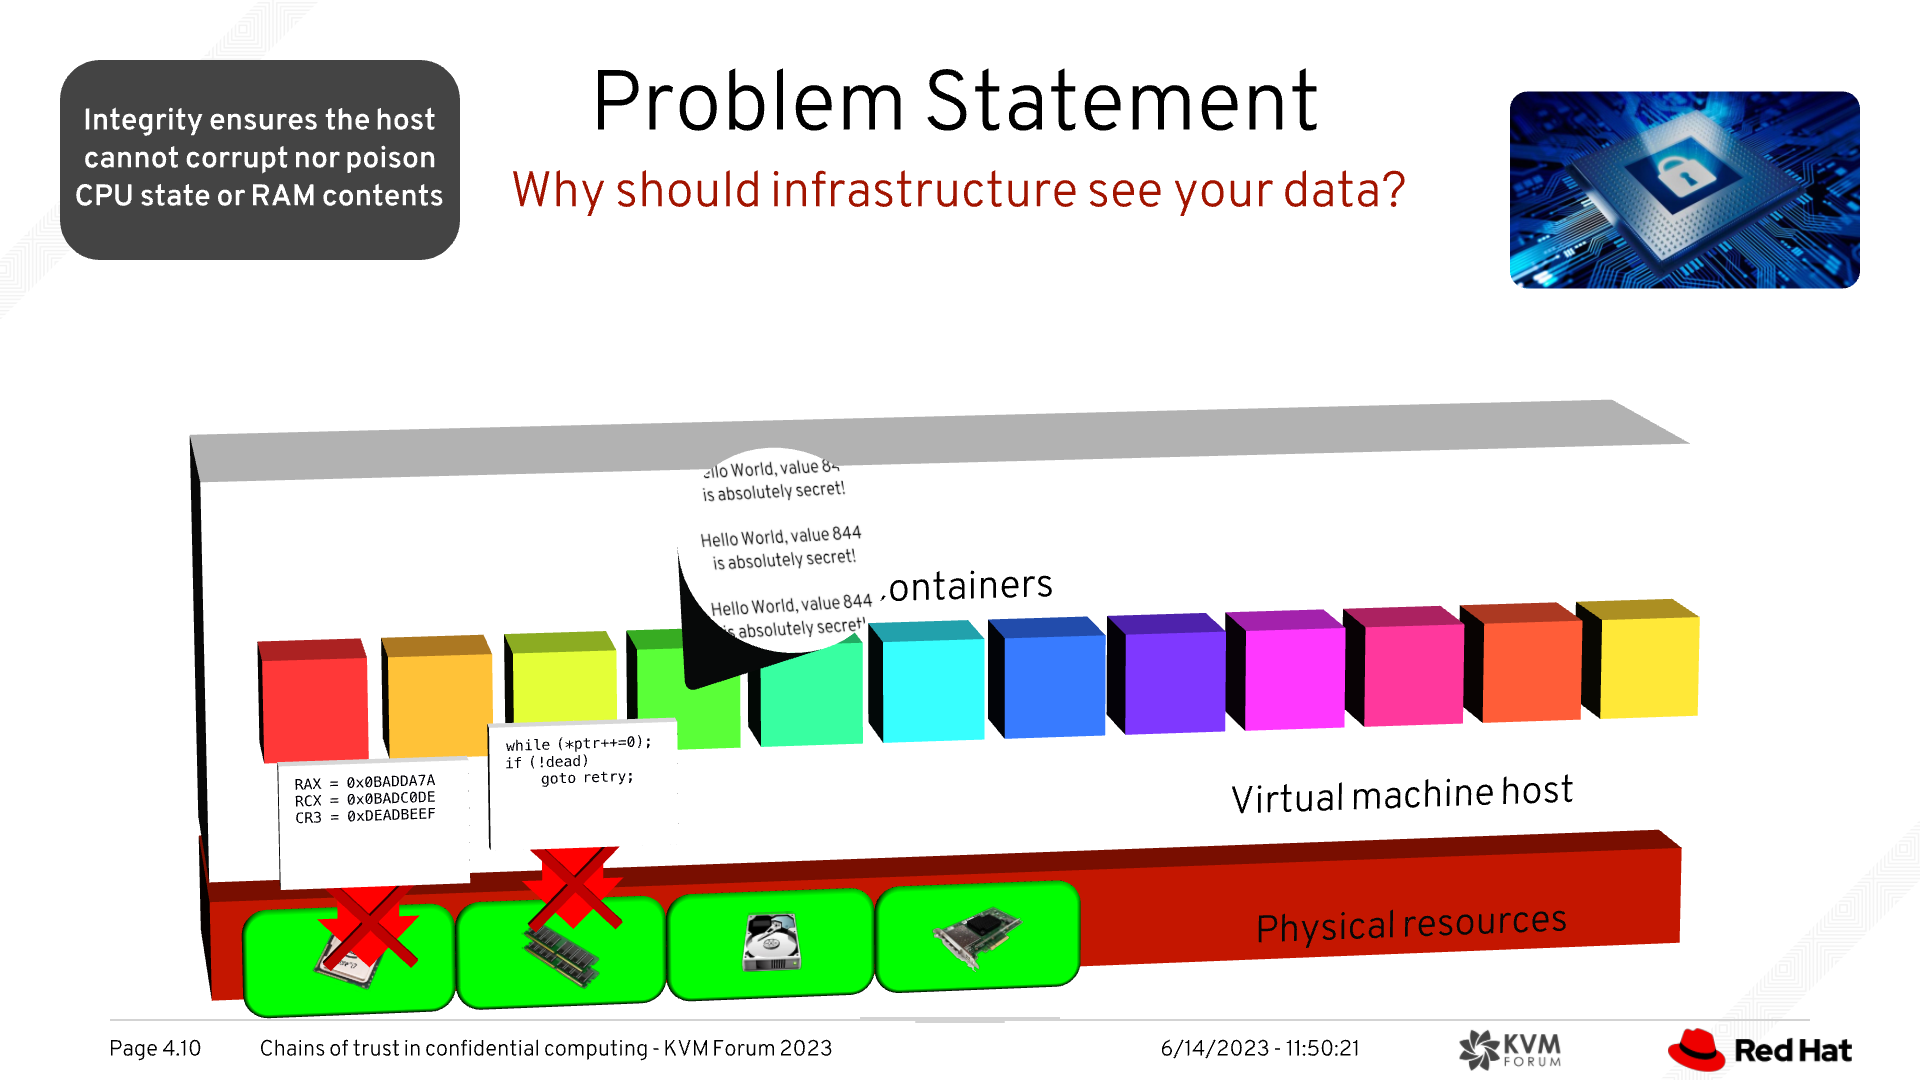 Integrity ensures the host
cannot corrupt nor poison
CPU state or RAM contents
Problem Statement
Why should infrastructure see your data?
World, value 84
is absolutely secret!
Hello World, value 844
is absolutely secret!
Hello World, value 844
is absolutely secret!
ontainers
while (*ptr++=0);
if (!dead)
goto retry;
RAX = 0x0BADDA7A
RCX = 0x0BADC0DE
CR3 = 0xDEADBEEF
Virtual machine host
Physical resources
Page 4.10
Chains of trust in confidential computing - KVM Forum 2023
6/14/2023 - 11:50:21
KVM
FORUM
Red Hat